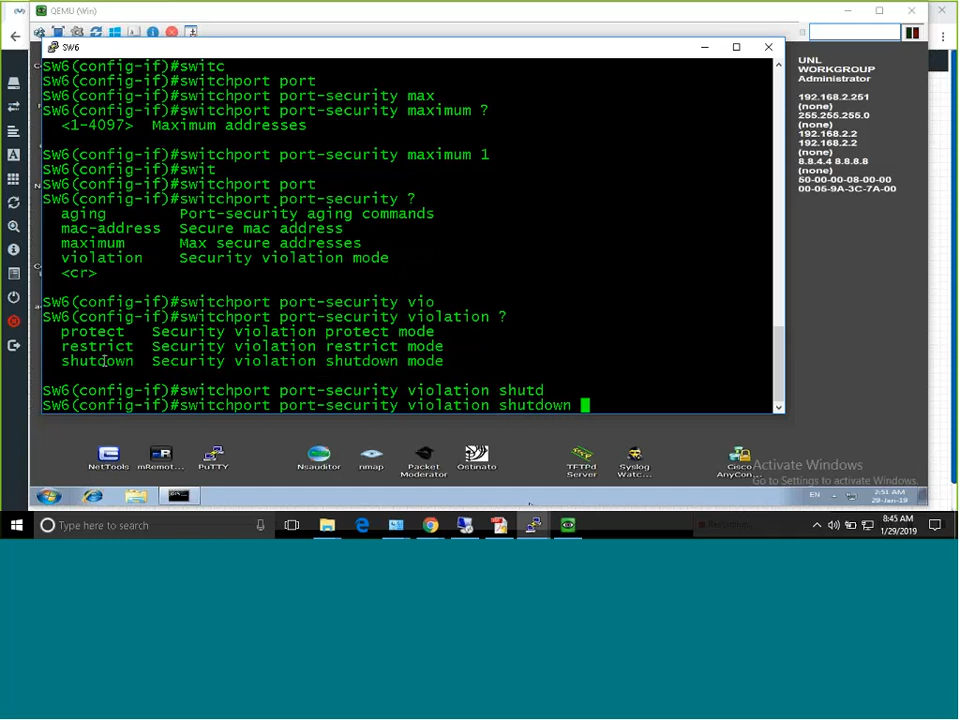 QEMU (Win)
SW6
SW6(config-if)#switc
SW6(config-if)#switchport port
SW6(config-if)#switchport port-security max
SW6(config-if)#switchport port-security maximum ?
<1-4097> Maximum addresses
SW6(config-if)#switchport port-security maximum 1
SW6(config-if)#swit
SW6(config-if)#switchport port
SW6(config-if)#switchport port-security ?
aging Port-security aging commands
mac-address Secure mac address
maximum Max secure addresses
violation Security violation mode
<cr>
SW6(config-if)#switchport port-security vio
SW6(config-if)#switchport port-security violation ?
protect Security violation protect mode
restrict Security violation restrict mode
shutdown Security violation shutdown mode
SW6(config-if)#switchport port-security violation shutd
SW6(config-if)#switchport port-security violation shutdown
UNL
WORKGROUP
Administrator
192.168.2.251
(none)
255.255.255.0
(none)
192.168.2.2
(none)
192.168.2.2
(none)
8.8.4.4 8.8.8.8
(none)
50-00-00-08-00-00
00-05-9A-3C-7A-00
NetTools
mRemot...
PuTTY
Nsauditor
nmap
Packet Moderator
Ostinato
TFTPd Server
Syslog Watc...
Cisco AnyCon...
Activate Windows
Go to Settings to activate Windows.
EN
2:51 AM
29-Jan-19
Type here to search
8:45 AM
1/29/2019